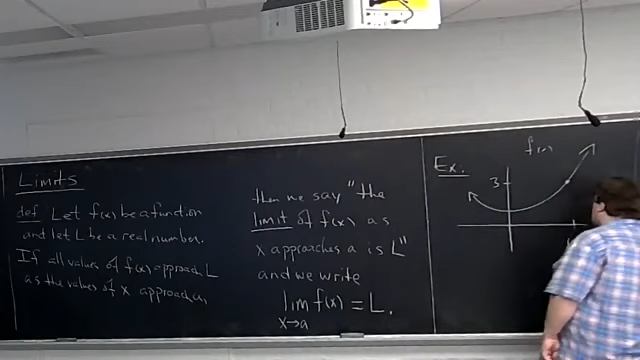 Limits
def Let f(x) be a function
and let L be a real number.
If all values of f(x) approach L
as the values of x approach a,
then we say "the
limit of f(x) as
x approaches a is L"
and we write
lim f(x) = L.
x→a
Ex.
f(x)
3